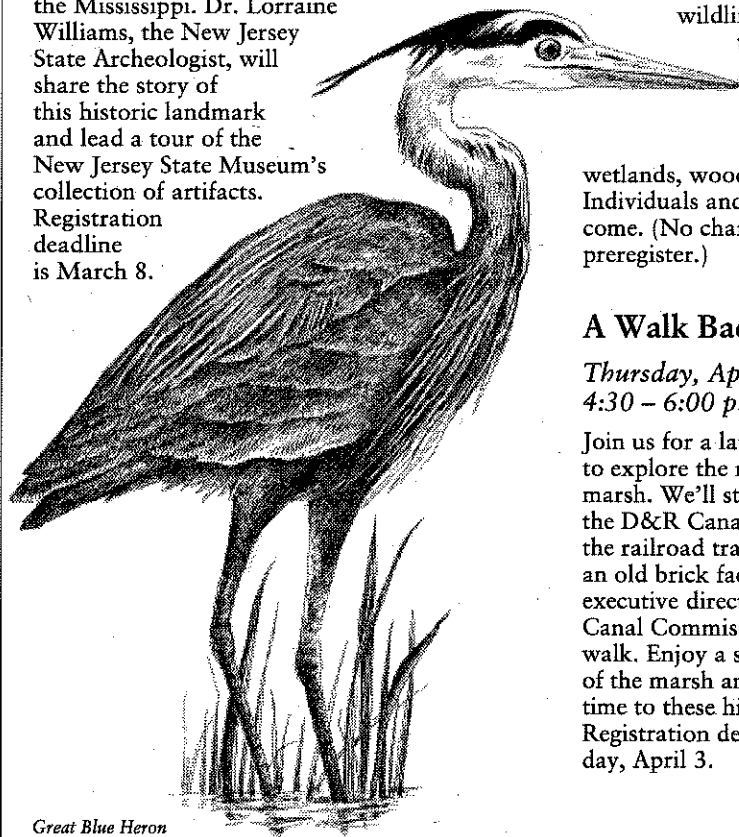 the Mississippi. Dr. Lorraine
Williams, the New Jersey
State Archeologist, will
share the story of
this historic landmark
and lead a tour of the
New Jersey State Museum's
collection of artifacts.
Registration
deadline
is March 8.
Great Blue Heron
wildli
wetlands, wood
Individuals and
come. (No cha
preregister.)
A Walk Ba
Thursday, Ap
4:30 – 6:00 p
Join us for a la
to explore the
marsh. We'll st
the D&R Cana
the railroad tra
an old brick fac
executive direc
Canal Commis
walk. Enjoy a s
of the marsh an
time to these hi
Registration de
day, April 3.